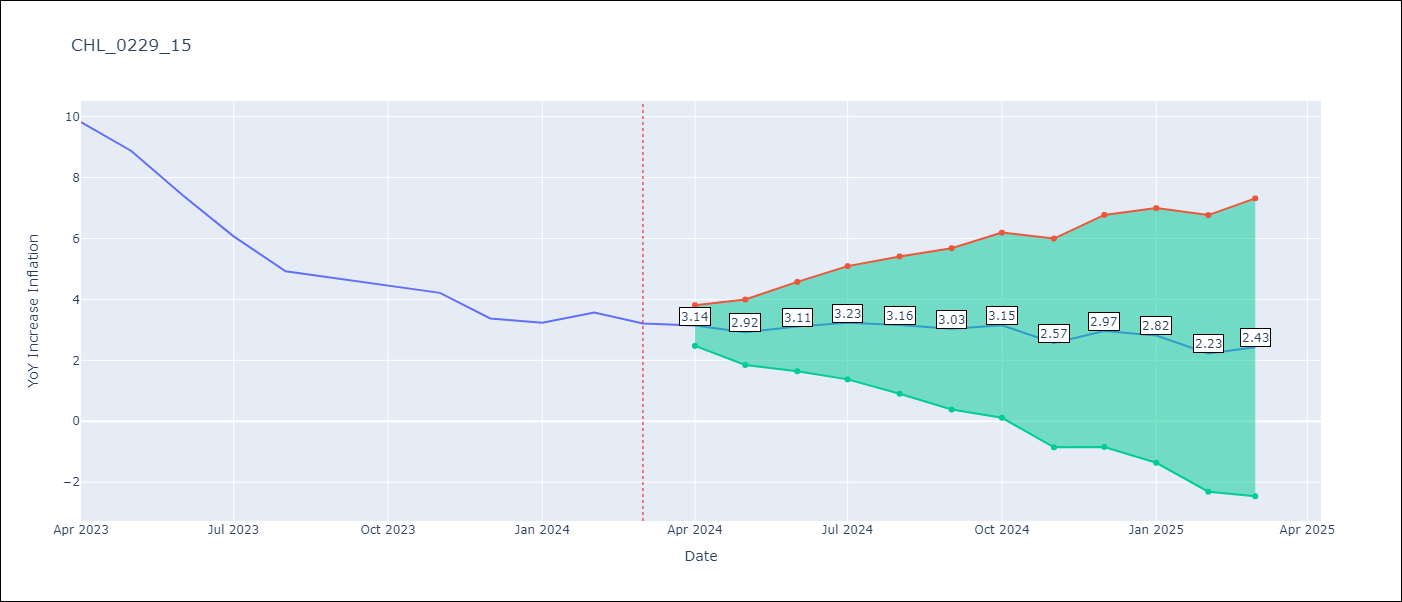 CHL_0229_15
YoY Increase Inflation
10
8
6
4
2
0
−2
3.14
2.92
3.11
3.23
3.16
3.03
3.15
2.57
2.97
2.82
2.23
2.43
Apr 2023
Jul 2023
Oct 2023
Jan 2024
Apr 2024
Jul 2024
Oct 2024
Jan 2025
Apr 2025
Date